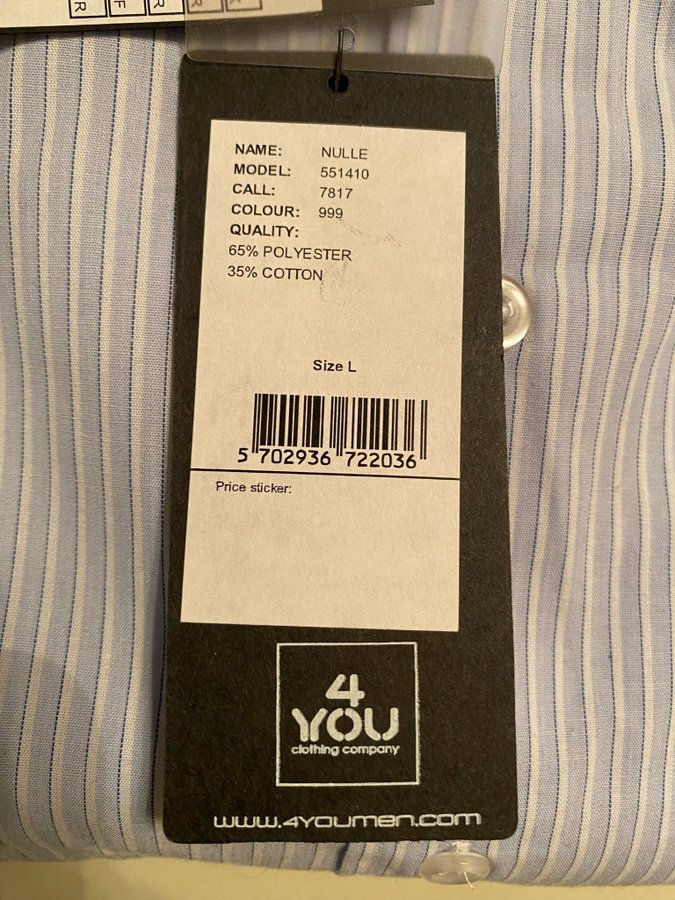 NAME: NULLE
MODEL: 551410
CALL: 7817
COLOUR: 999
QUALITY:
65% POLYESTER
35% COTTON
Size L
5 702936 722036
Price sticker:
4
YOU
clothing company
www.4youmen.com